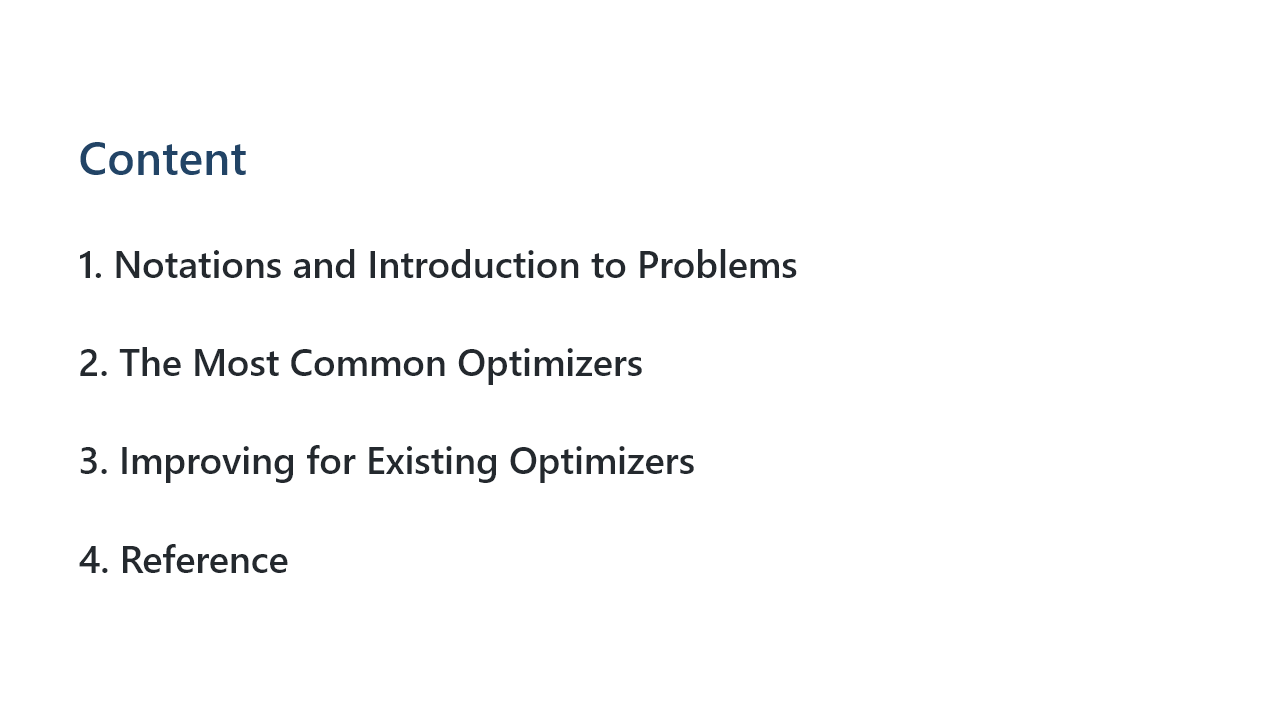 Content
1. Notations and Introduction to Problems
2. The Most Common Optimizers
3. Improving for Existing Optimizers
4. Reference